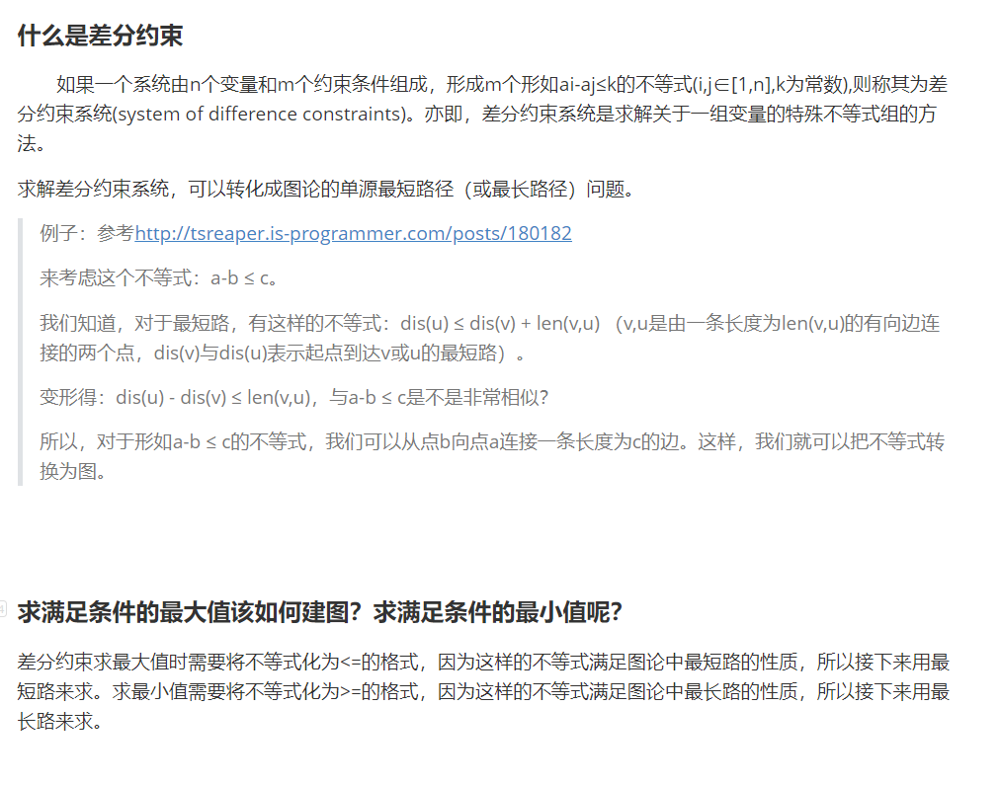 什么是差分约束
如果一个系统由n个变量和m个约束条件组成，形成m个形如ai-aj≤k的不等式(i,j∈[1,n],k为常数),则称其为差
分约束系统(system of difference constraints)。亦即，差分约束系统是求解关于一组变量的特殊不等式组的方
法。
求解差分约束系统，可以转化成图论的单源最短路径（或最长路径）问题。
例子：参考http://tsreaper.is-programmer.com/posts/180182
来考虑这个不等式：a-b ≤ c。
我们知道，对于最短路，有这样的不等式：dis(u) ≤ dis(v) + len(v,u) （v,u是由一条长度为len(v,u)的有向边连
接的两个点，dis(v)与dis(u)表示起点到达v或u的最短路）。
变形得：dis(u) - dis(v) ≤ len(v,u)，与a-b ≤ c是不是非常相似？
所以，对于形如a-b ≤ c的不等式，我们可以从点b向点a连接一条长度为c的边。这样，我们就可以把不等式转
换为图。
求满足条件的最大值该如何建图？求满足条件的最小值呢？
差分约束求最大值时需要将不等式化为<=的格式，因为这样的不等式满足图论中最短路的性质，所以接下来用最
短路来求。求最小值需要将不等式化为>=的格式，因为这样的不等式满足图论中最长路的性质，所以接下来用最
长路来求。